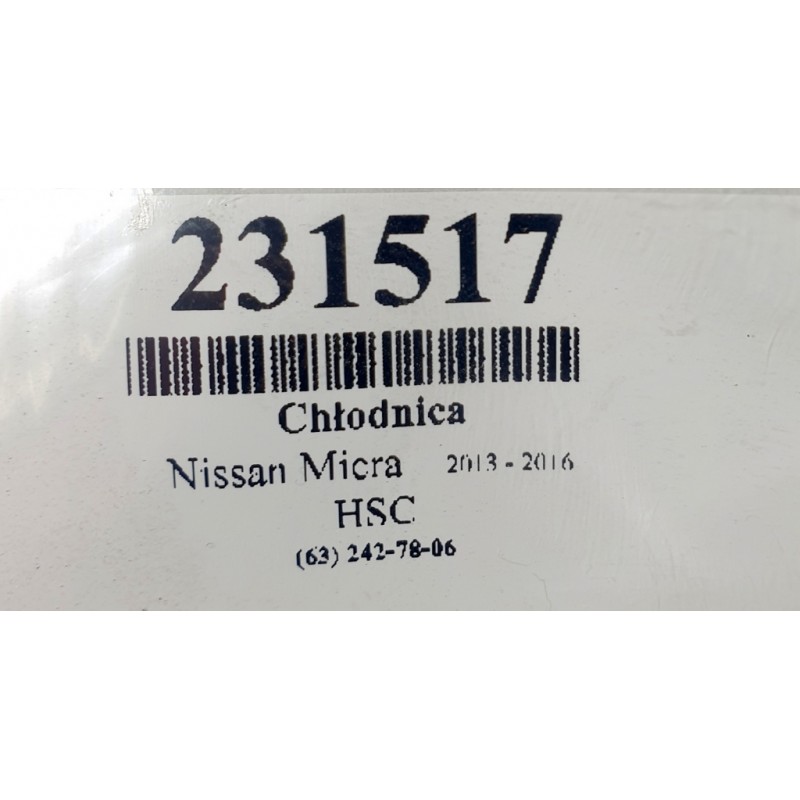 231517
Chłodnica
Nissan Micra 2013 - 2016
HSC
(63) 242-78-06